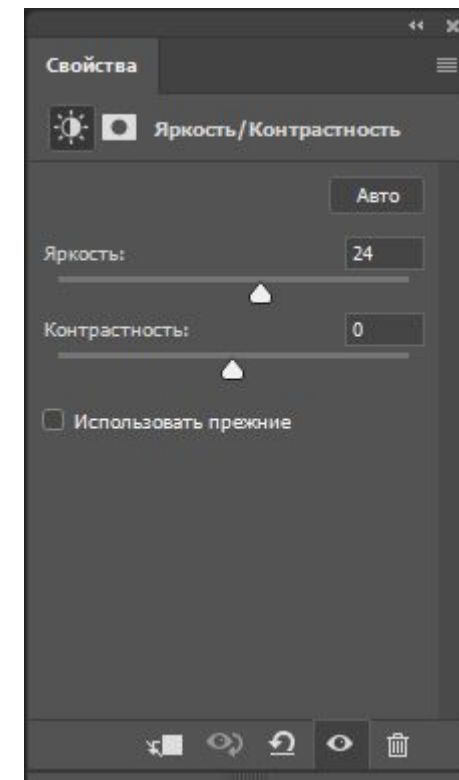 Свойства
Яркость/Контрастность
Авто
Яркость: 24
Контрастность: 0
Использовать прежние